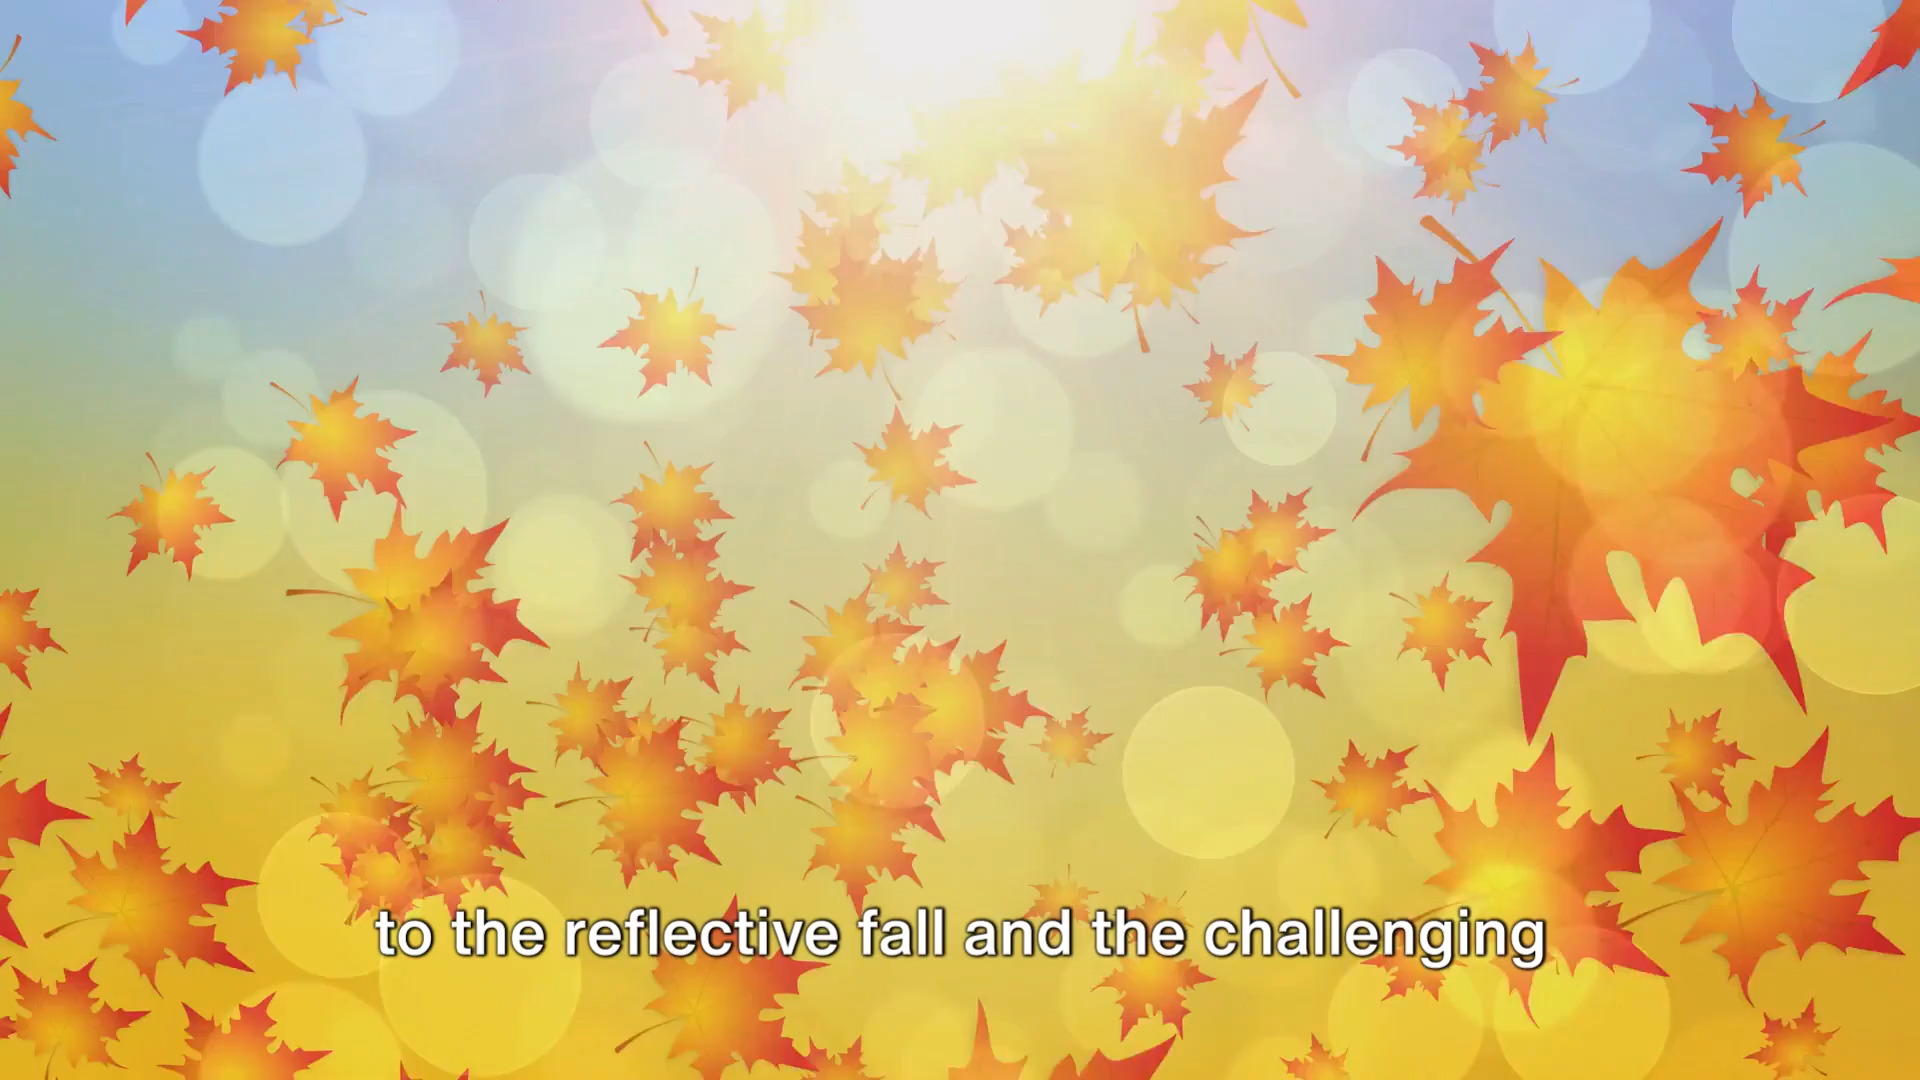 to the reflective fall and the challenging